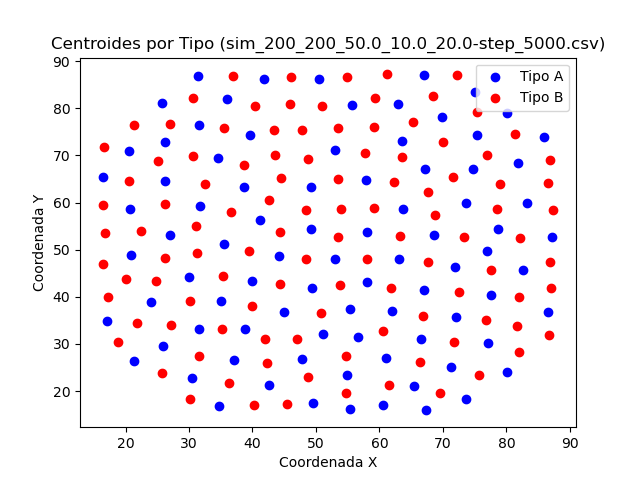 Centroides por Tipo (sim_200_200_50.0_10.0_20.0-step_5000.csv)
Tipo A
Tipo B
Coordenada Y
90
80
70
60
50
40
30
20
20 30 40 50 60 70 80 90
Coordenada X